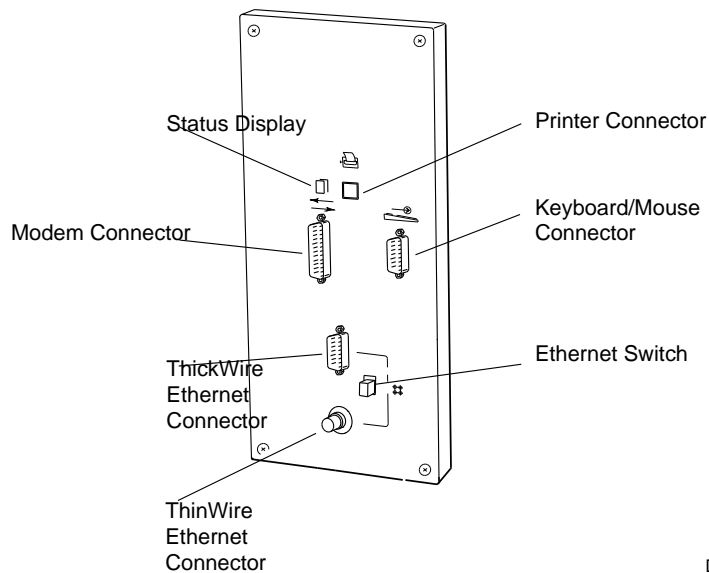 Status Display
Printer Connector
Modem Connector
Keyboard/Mouse
Connector
ThickWire
Ethernet
Connector
Ethernet Switch
ThinWire
Ethernet
Connector